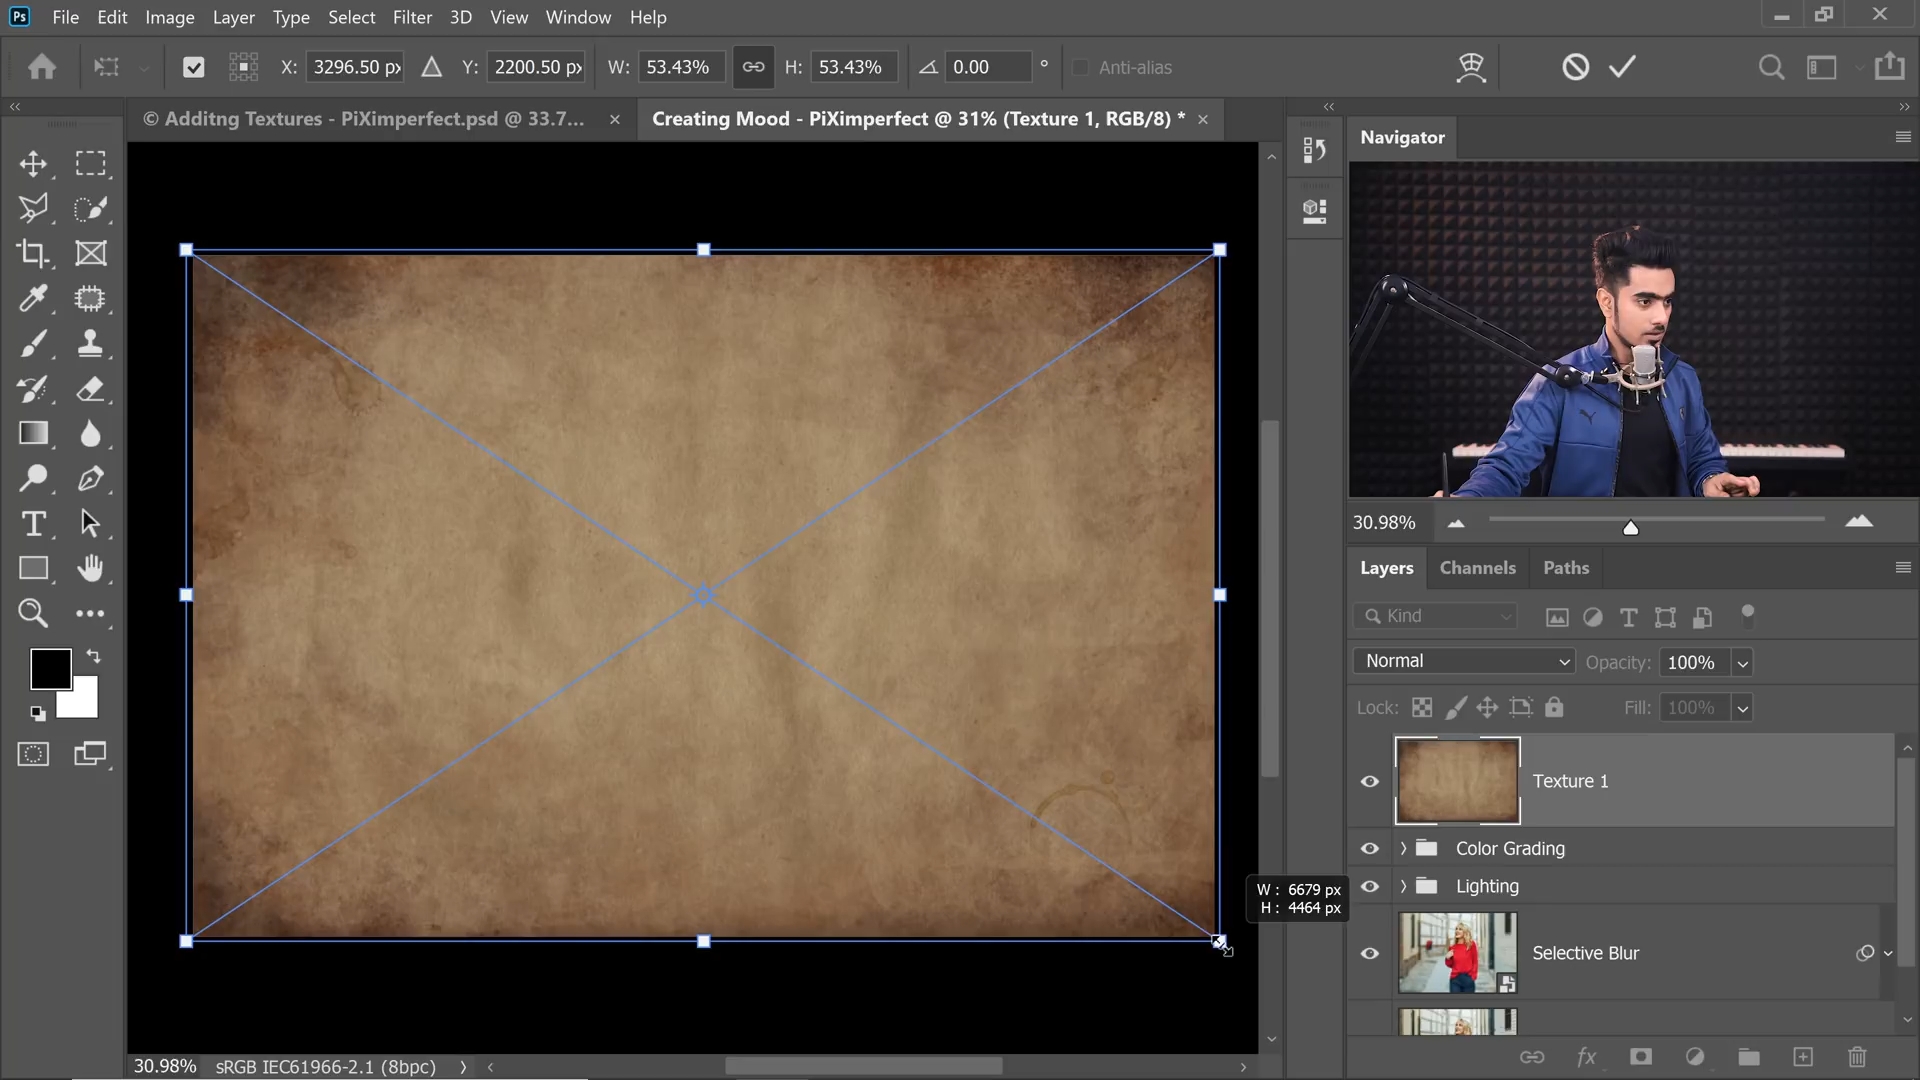 Ps File Edit Image Layer Type Select Filter 3D View Window Help
X: 3296.50 px Y: 2200.50 px W: 53.43% H: 53.43% 0.00 ° Anti-alias
© Additng Textures - PiXimperfect.psd @ 33.7... × Creating Mood - PiXimperfect @ 31% (Texture 1, RGB/8) * ×
Navigator
30.98%
Layers Channels Paths
Kind
Normal Opacity: 100%
Lock: Fill: 100%
Texture 1
Color Grading
Lighting
W : 6679 px
H : 4464 px
Selective Blur
fx
30.98% sRGB IEC61966-2.1 (8bpc)